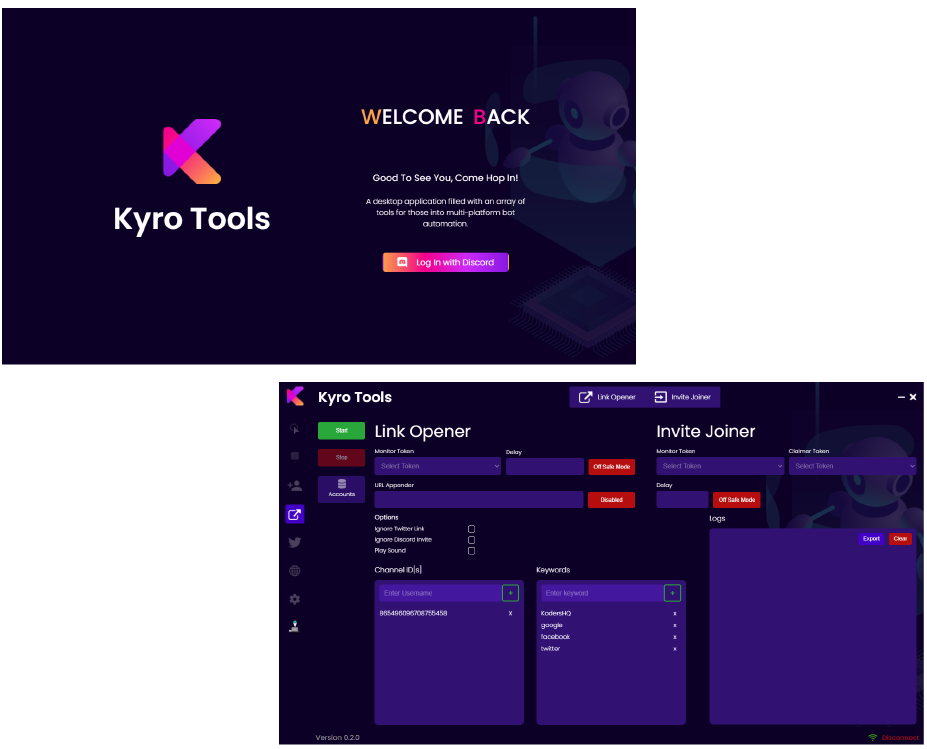 WELCOME BACK
Kyro Tools
Good To See You, Come Hop In!
A desktop application filled with an array of
tools for those into multi-platform bot
automation.
Log In with Discord
Kyro Tools
Link Opener
Invite Joiner
Start
Stop
Accounts
Link Opener
Monitor Token
Delay
Select Token
Off Safe Mode
URL Appender
Disabled
Options
Ignore Twitter Link
Ignore Discord Invite
Play Sound
Channel ID[s]
Enter Username
+
865496096708755458 X
Keywords
Enter keyword
+
KodersHQ x
google x
facebook x
twitter x
Invite Joiner
Monitor Token
Claimer Token
Select Token
Select Token
Delay
Off Safe Mode
Logs
Export
Clear
Version 0.2.0
Disconnect